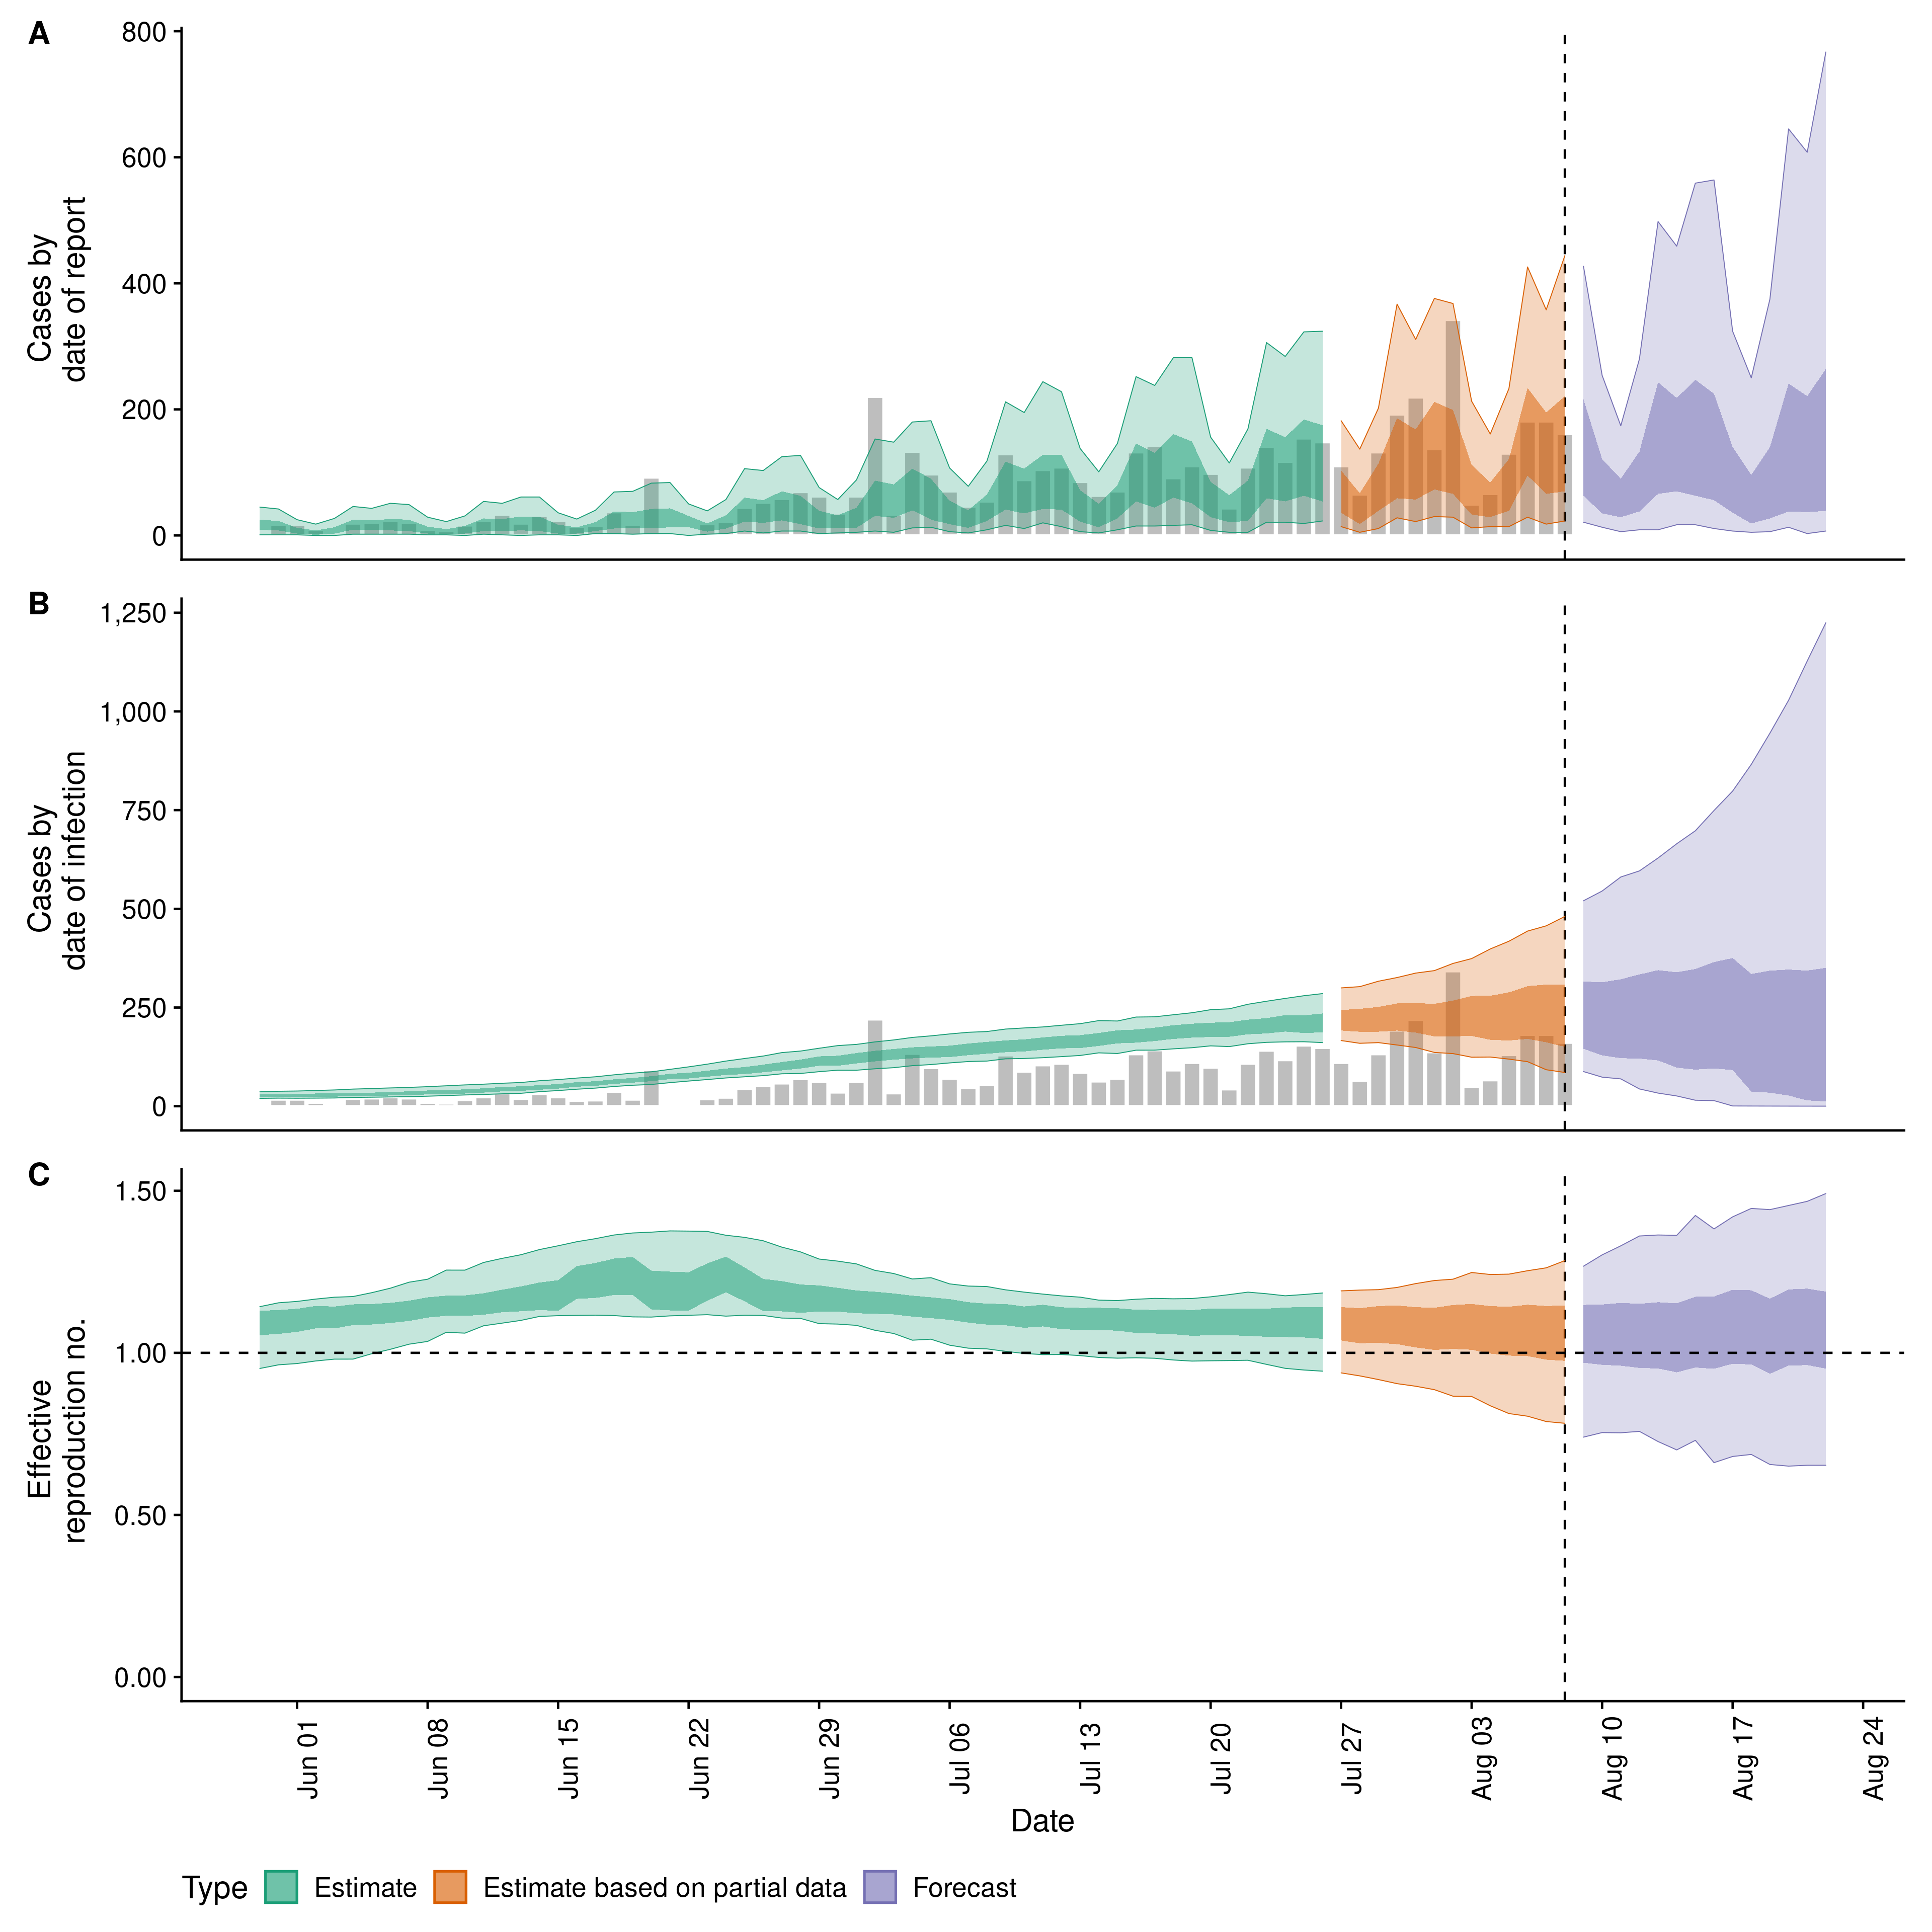 A
800
600
400
200
0
Cases by
date of report
B
1,250
1,000
750
500
250
0
Cases by
date of infection
C
1.50
1.00
0.50
0.00
Effective
reproduction no.
Jun 01
Jun 08
Jun 15
Jun 22
Jun 29
Jul 06
Jul 13
Jul 20
Jul 27
Aug 03
Aug 10
Aug 17
Aug 24
Date
Type Estimate Estimate based on partial data Forecast